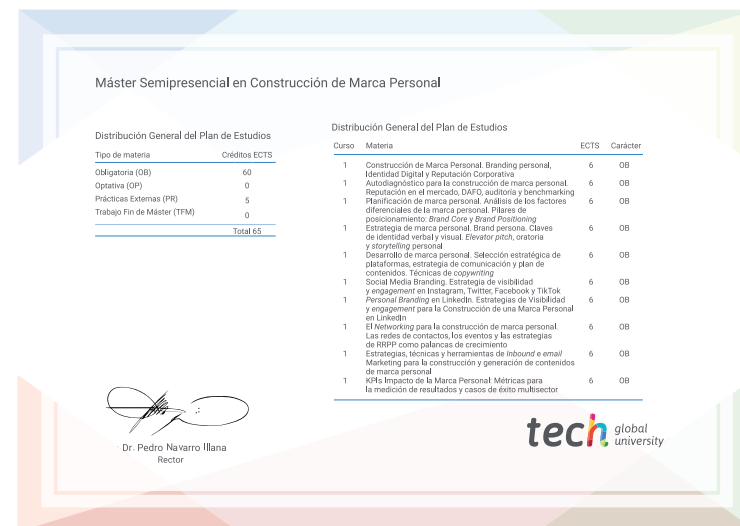 Máster Semipresencial en Construcción de Marca Personal
Distribución General del Plan de Estudios
Tipo de materia Créditos ECTS
Obligatoria (OB) 60
Optativa (OP) 0
Prácticas Externas (PR) 5
Trabajo Fin de Máster (TFM) 0
Total 65
Distribución General del Plan de Estudios
Curso Materia ECTS Carácter
1 Construcción de Marca Personal. Branding personal, 6 OB
Identidad Digital y Reputación Corporativa
1 Autodiagnóstico para la construcción de marca personal. 6 OB
Reputación en el mercado, DAFO, auditoría y benchmarking
1 Planificación de marca personal. Análisis de los factores 6 OB
diferenciales de la marca personal. Pilares de
posicionamiento: Brand Core y Brand Positioning
1 Estrategia de marca personal. Brand persona. Claves 6 OB
de identidad verbal y visual. Elevator pitch, oratoria
y storytelling personal
1 Desarrollo de marca personal. Selección estratégica de 6 OB
plataformas, estrategia de comunicación y plan de
contenidos. Técnicas de copywriting
1 Social Media Branding. Estrategia de visibilidad 6 OB
y engagement en Instagram, Twitter, Facebook y TikTok
1 Personal Branding en LinkedIn. Estrategias de Visibilidad 6 OB
y engagement para la Construcción de una Marca Personal
en LinkedIn
1 El Networking para la construcción de marca personal. 6 OB
Las redes de contactos, los eventos y las estrategias
de RRPP como palancas de crecimiento
1 Estrategias, técnicas y herramientas de Inbound e email 6 OB
Marketing para la construcción y generación de contenidos
de marca personal
1 KPIs Impacto de la Marca Personal: Métricas para 6 OB
la medición de resultados y casos de éxito multisector
Dr. Pedro Navarro Illana
Rector
tech global
university